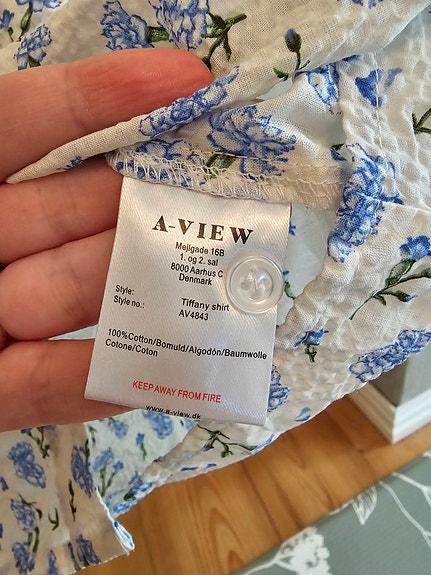 A-VIEW
Mejlgade 16B
1. og 2. sal
8000 Aarhus C
Denmark
Style: Tiffany shirt
Style no.: AV4843
100%Cotton/Bomuld/Algodón/Baumwolle
Cotone/Coton
KEEP AWAY FROM FIRE
www.a-view.dk